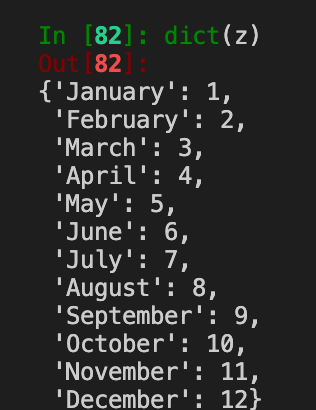 In [82]: dict(z)
Out[82]:
{'January': 1,
 'February': 2,
 'March': 3,
 'April': 4,
 'May': 5,
 'June': 6,
 'July': 7,
 'August': 8,
 'September': 9,
 'October': 10,
 'November': 11,
 'December': 12}